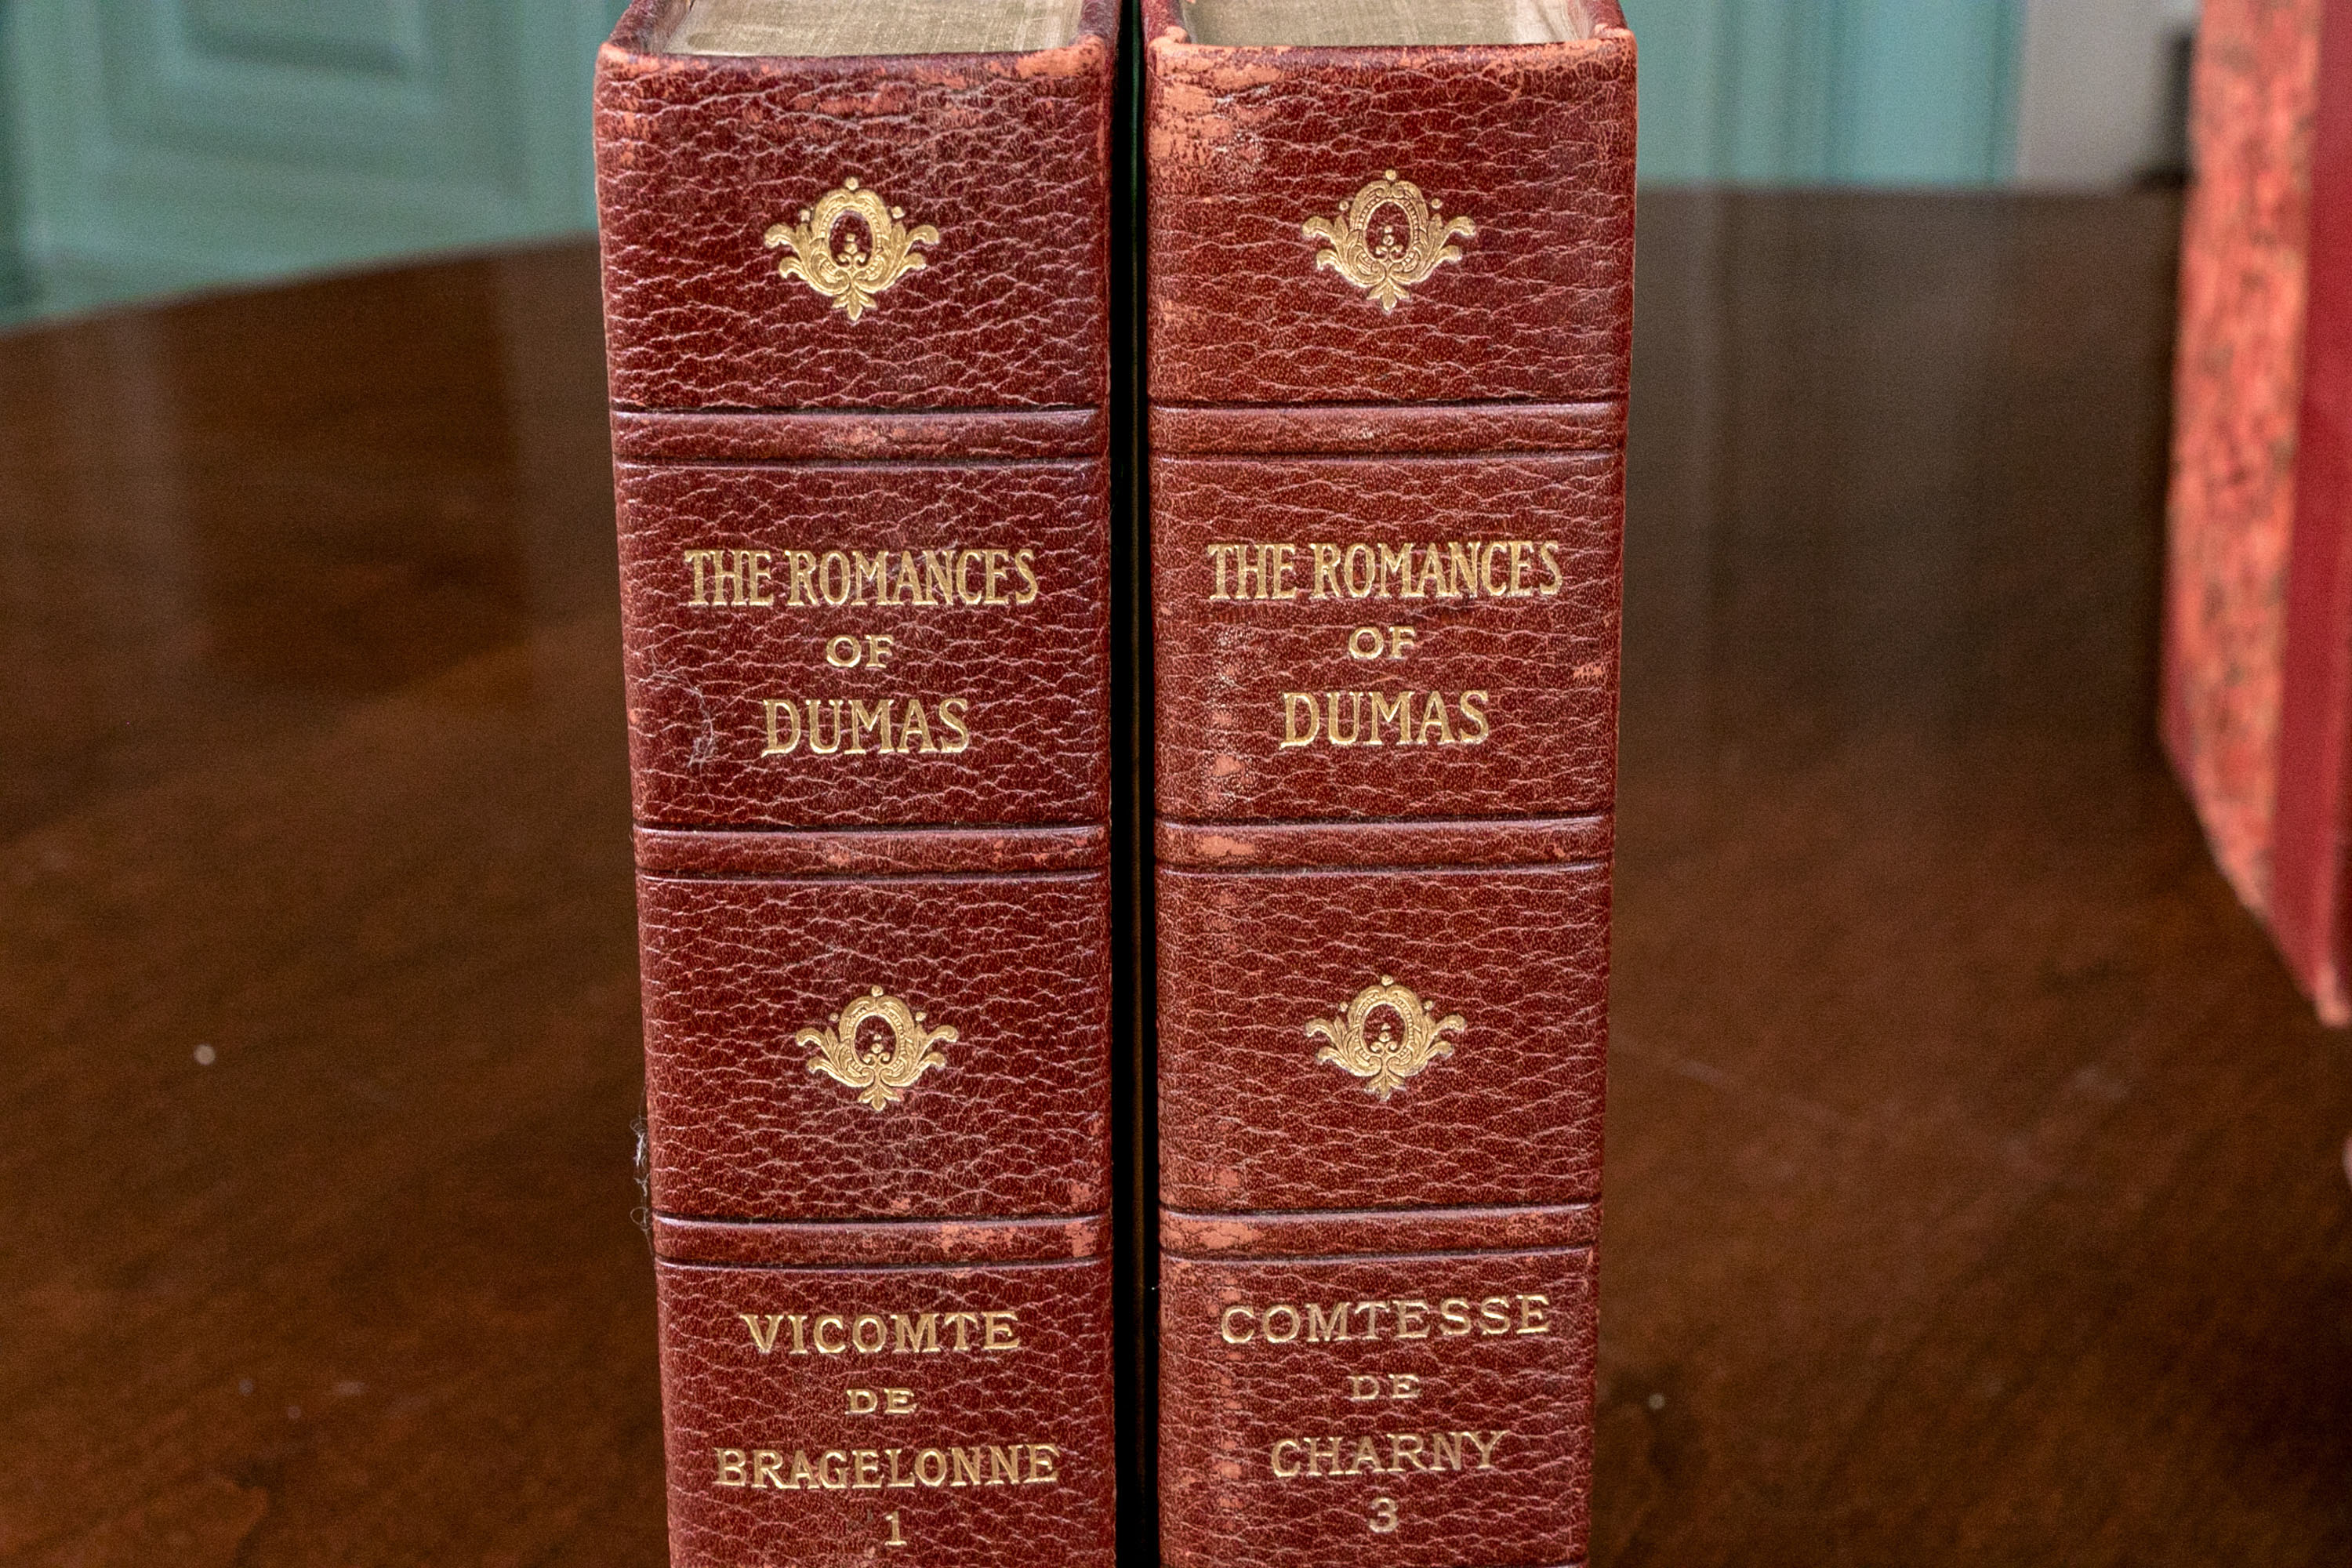 THE ROMANCES
OF
DUMAS
VICOMTE
DE
BRAGELONNE
1
THE ROMANCES
OF
DUMAS
COMTESSE
DE
CHARNY
3